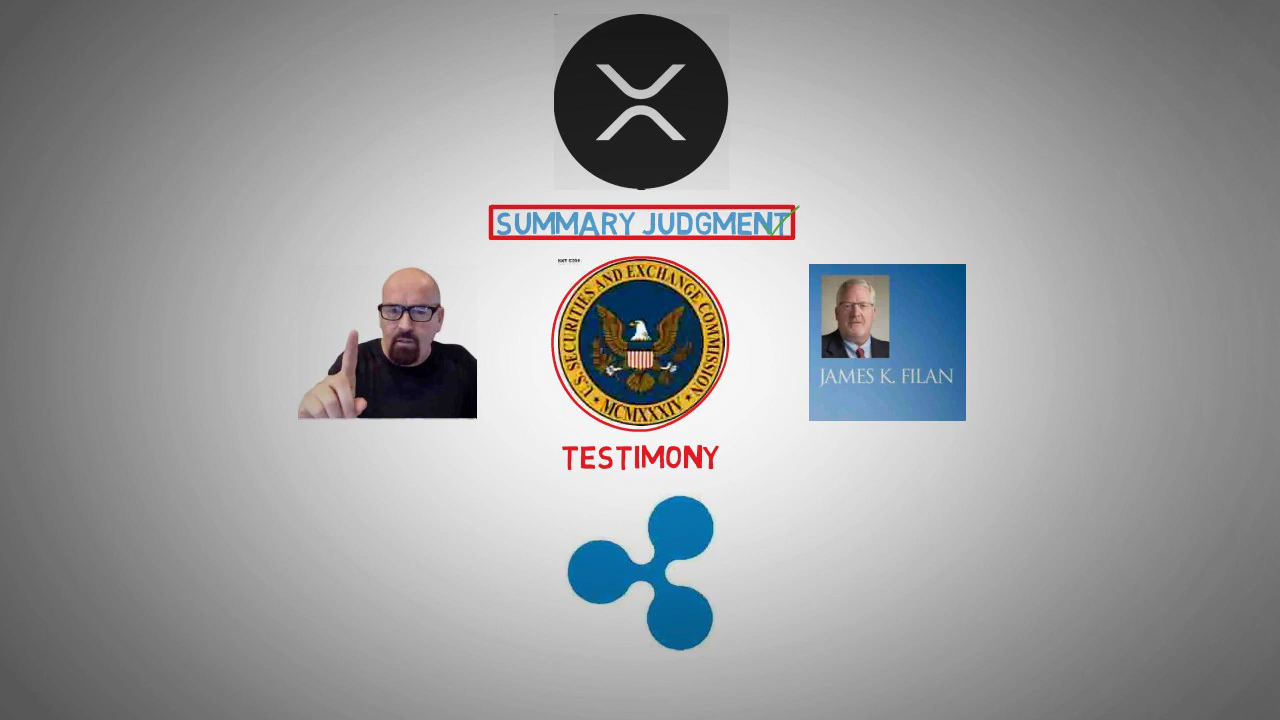 SUMMARY JUDGMENT
U.S. SECURITIES AND EXCHANGE COMMISSION
MCMXXXIV
JAMES K. FILAN
TESTIMONY